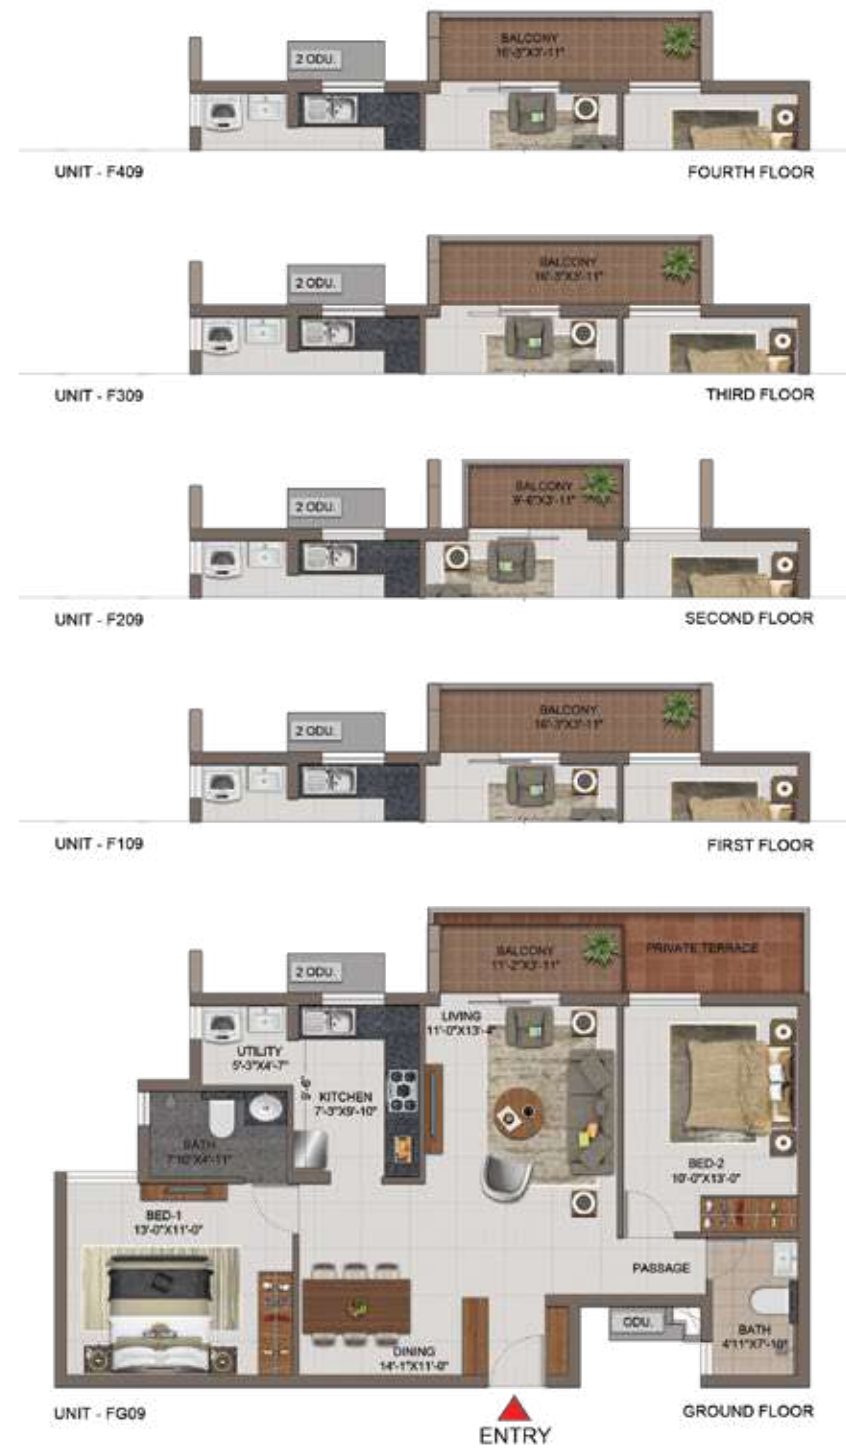 BALCONY
16'-3"X3'-11"
2 ODU.
UNIT - F409
FOURTH FLOOR
BALCONY
16'-3"X3'-11"
2 ODU.
UNIT - F309
THIRD FLOOR
BALCONY
9'-6"X3'-11"
2 ODU.
UNIT - F209
SECOND FLOOR
BALCONY
16'-3"X3'-11"
2 ODU.
UNIT - F109
FIRST FLOOR
BALCONY
11'-2"X3'-11"
PRIVATE TERRACE
2 ODU.
LIVING
11'-0"X13'-4"
UTILITY
5'-3"X4'-7"
9'-6"
KITCHEN
7'-3"X9'-10"
BATH
7'10"X4'-11"
BED-2
10'-0"X13'-0"
BED-1
13'-0"X11'-0"
PASSAGE
ODU.
BATH
4'11"X7'-10"
DINING
14'-1"X11'-0"
UNIT - FG09
GROUND FLOOR
ENTRY